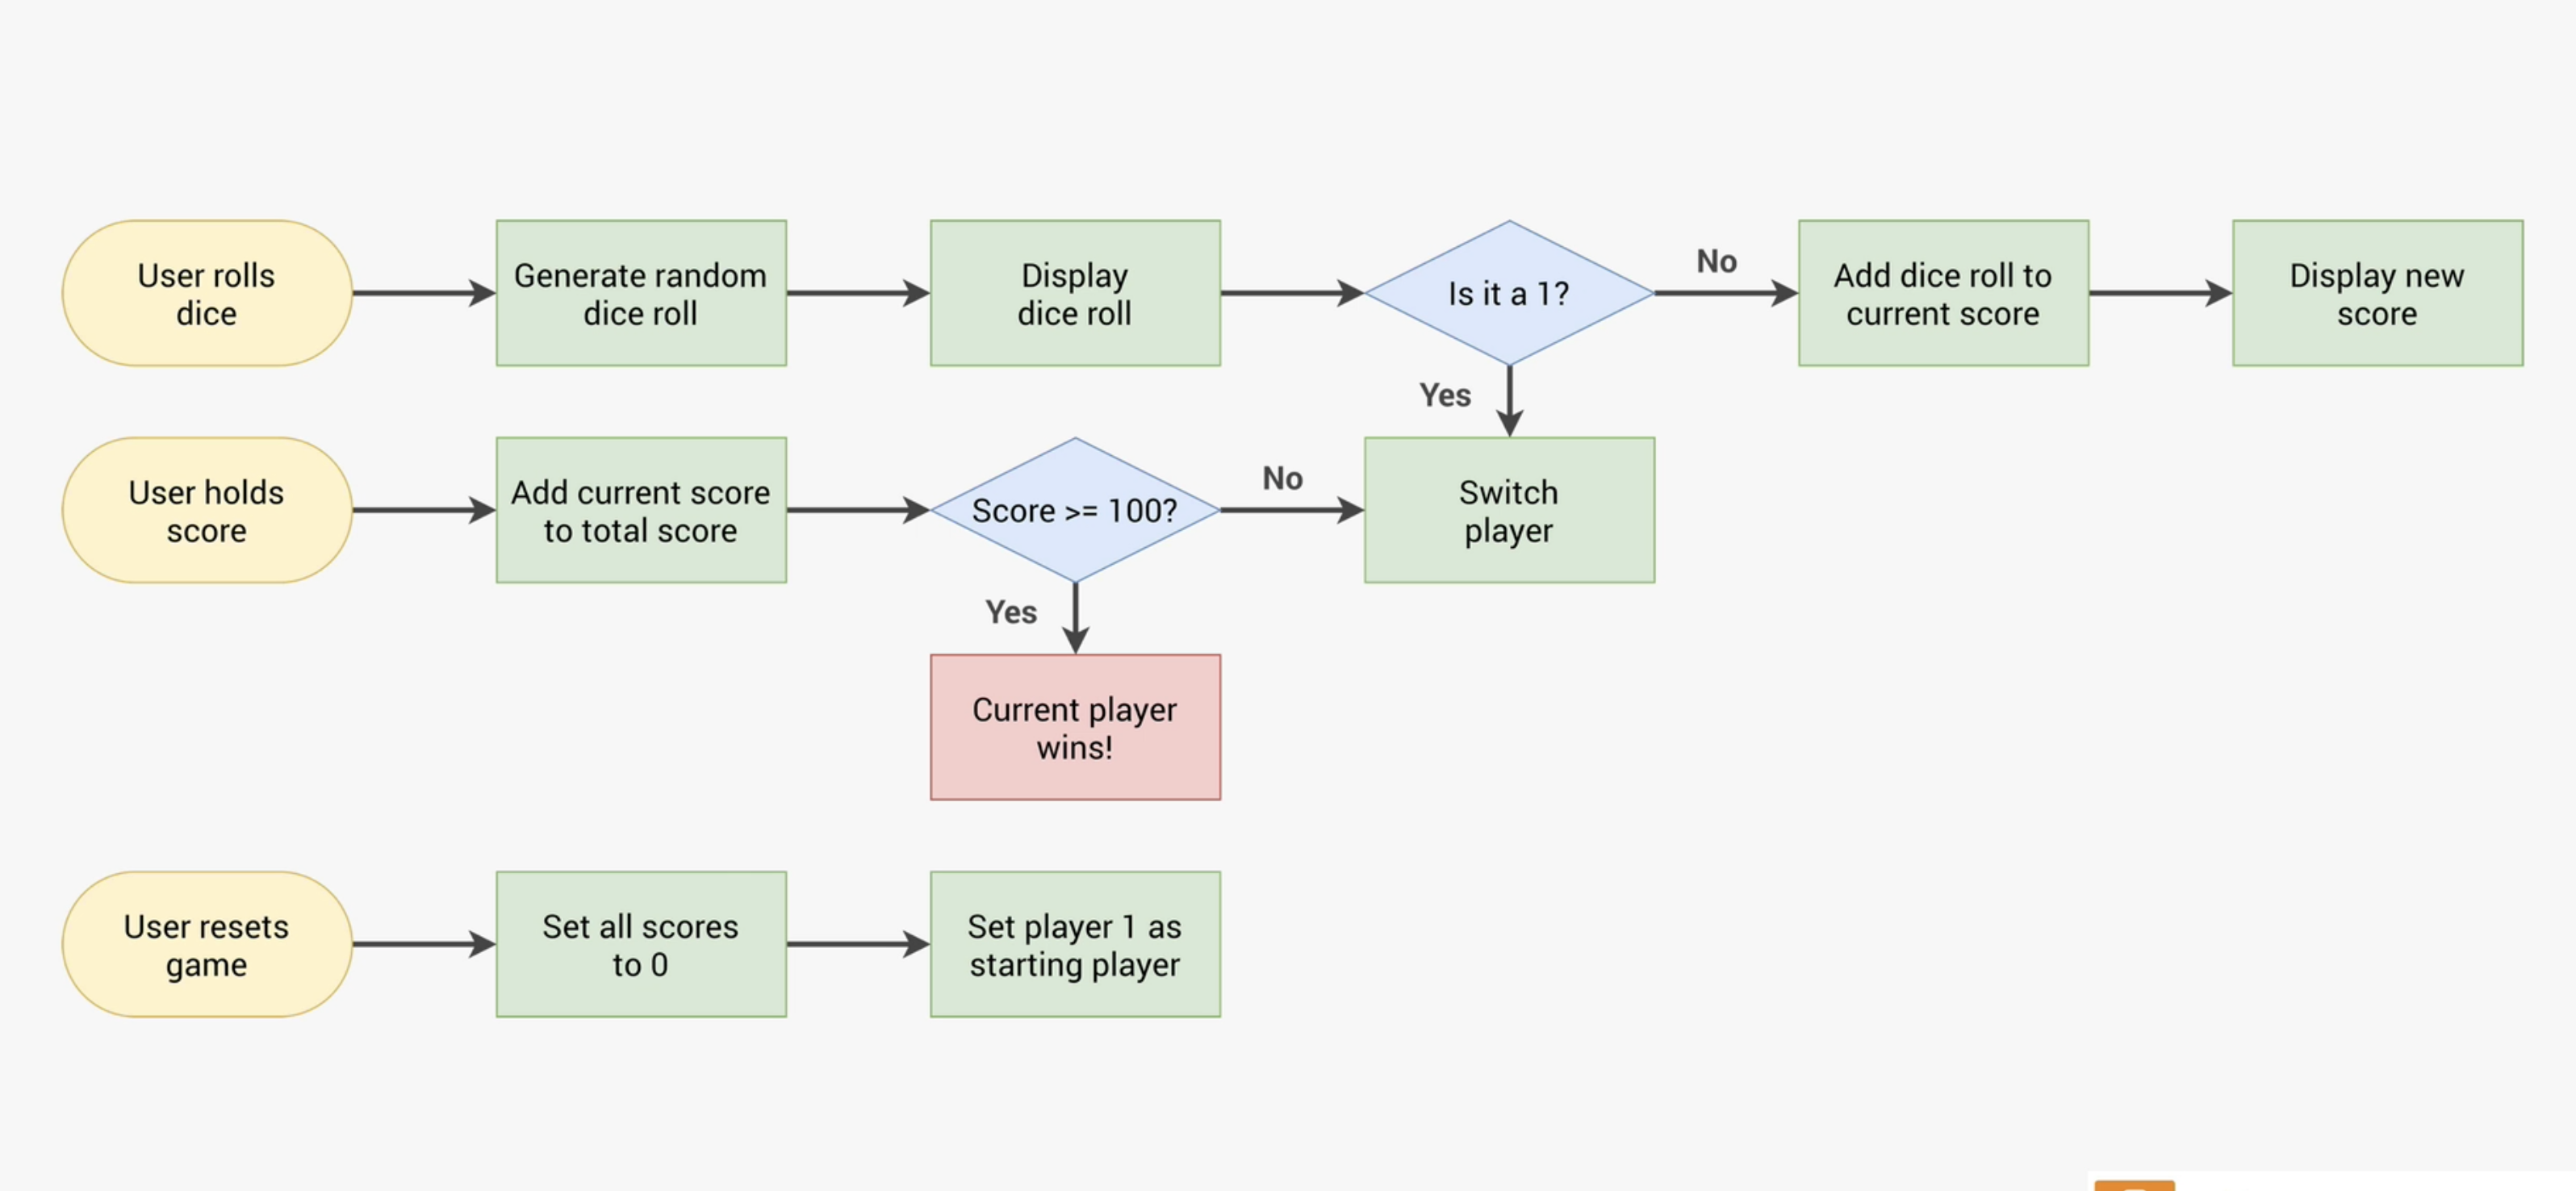 User rolls
dice
Generate random
dice roll
Display
dice roll
Is it a 1?
No
Add dice roll to
current score
Display new
score
Yes
User holds
score
Add current score
to total score
Score >= 100?
No
Switch
player
Yes
Current player
wins!
User resets
game
Set all scores
to 0
Set player 1 as
starting player